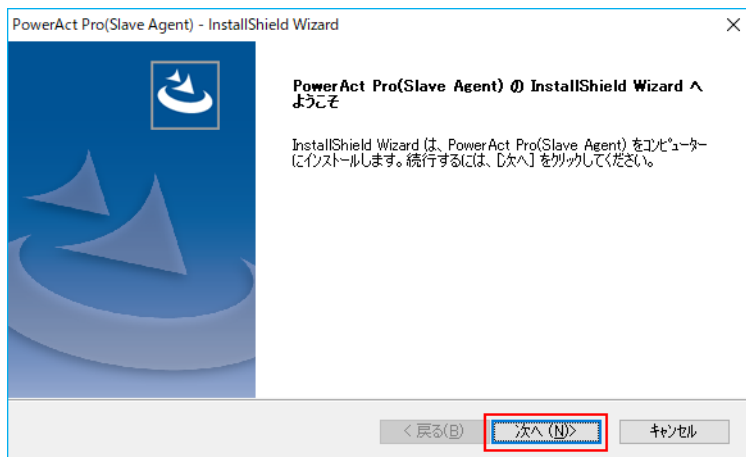 PowerAct Pro(Slave Agent) - InstallShield Wizard
PowerAct Pro(Slave Agent) の InstallShield Wizard へ
ようこそ
InstallShield Wizard は、PowerAct Pro(Slave Agent) をコンピューター
にインストールします。続行するには、[次へ] をクリックしてください。
< 戻る(B)
次へ (N)>
キャンセル